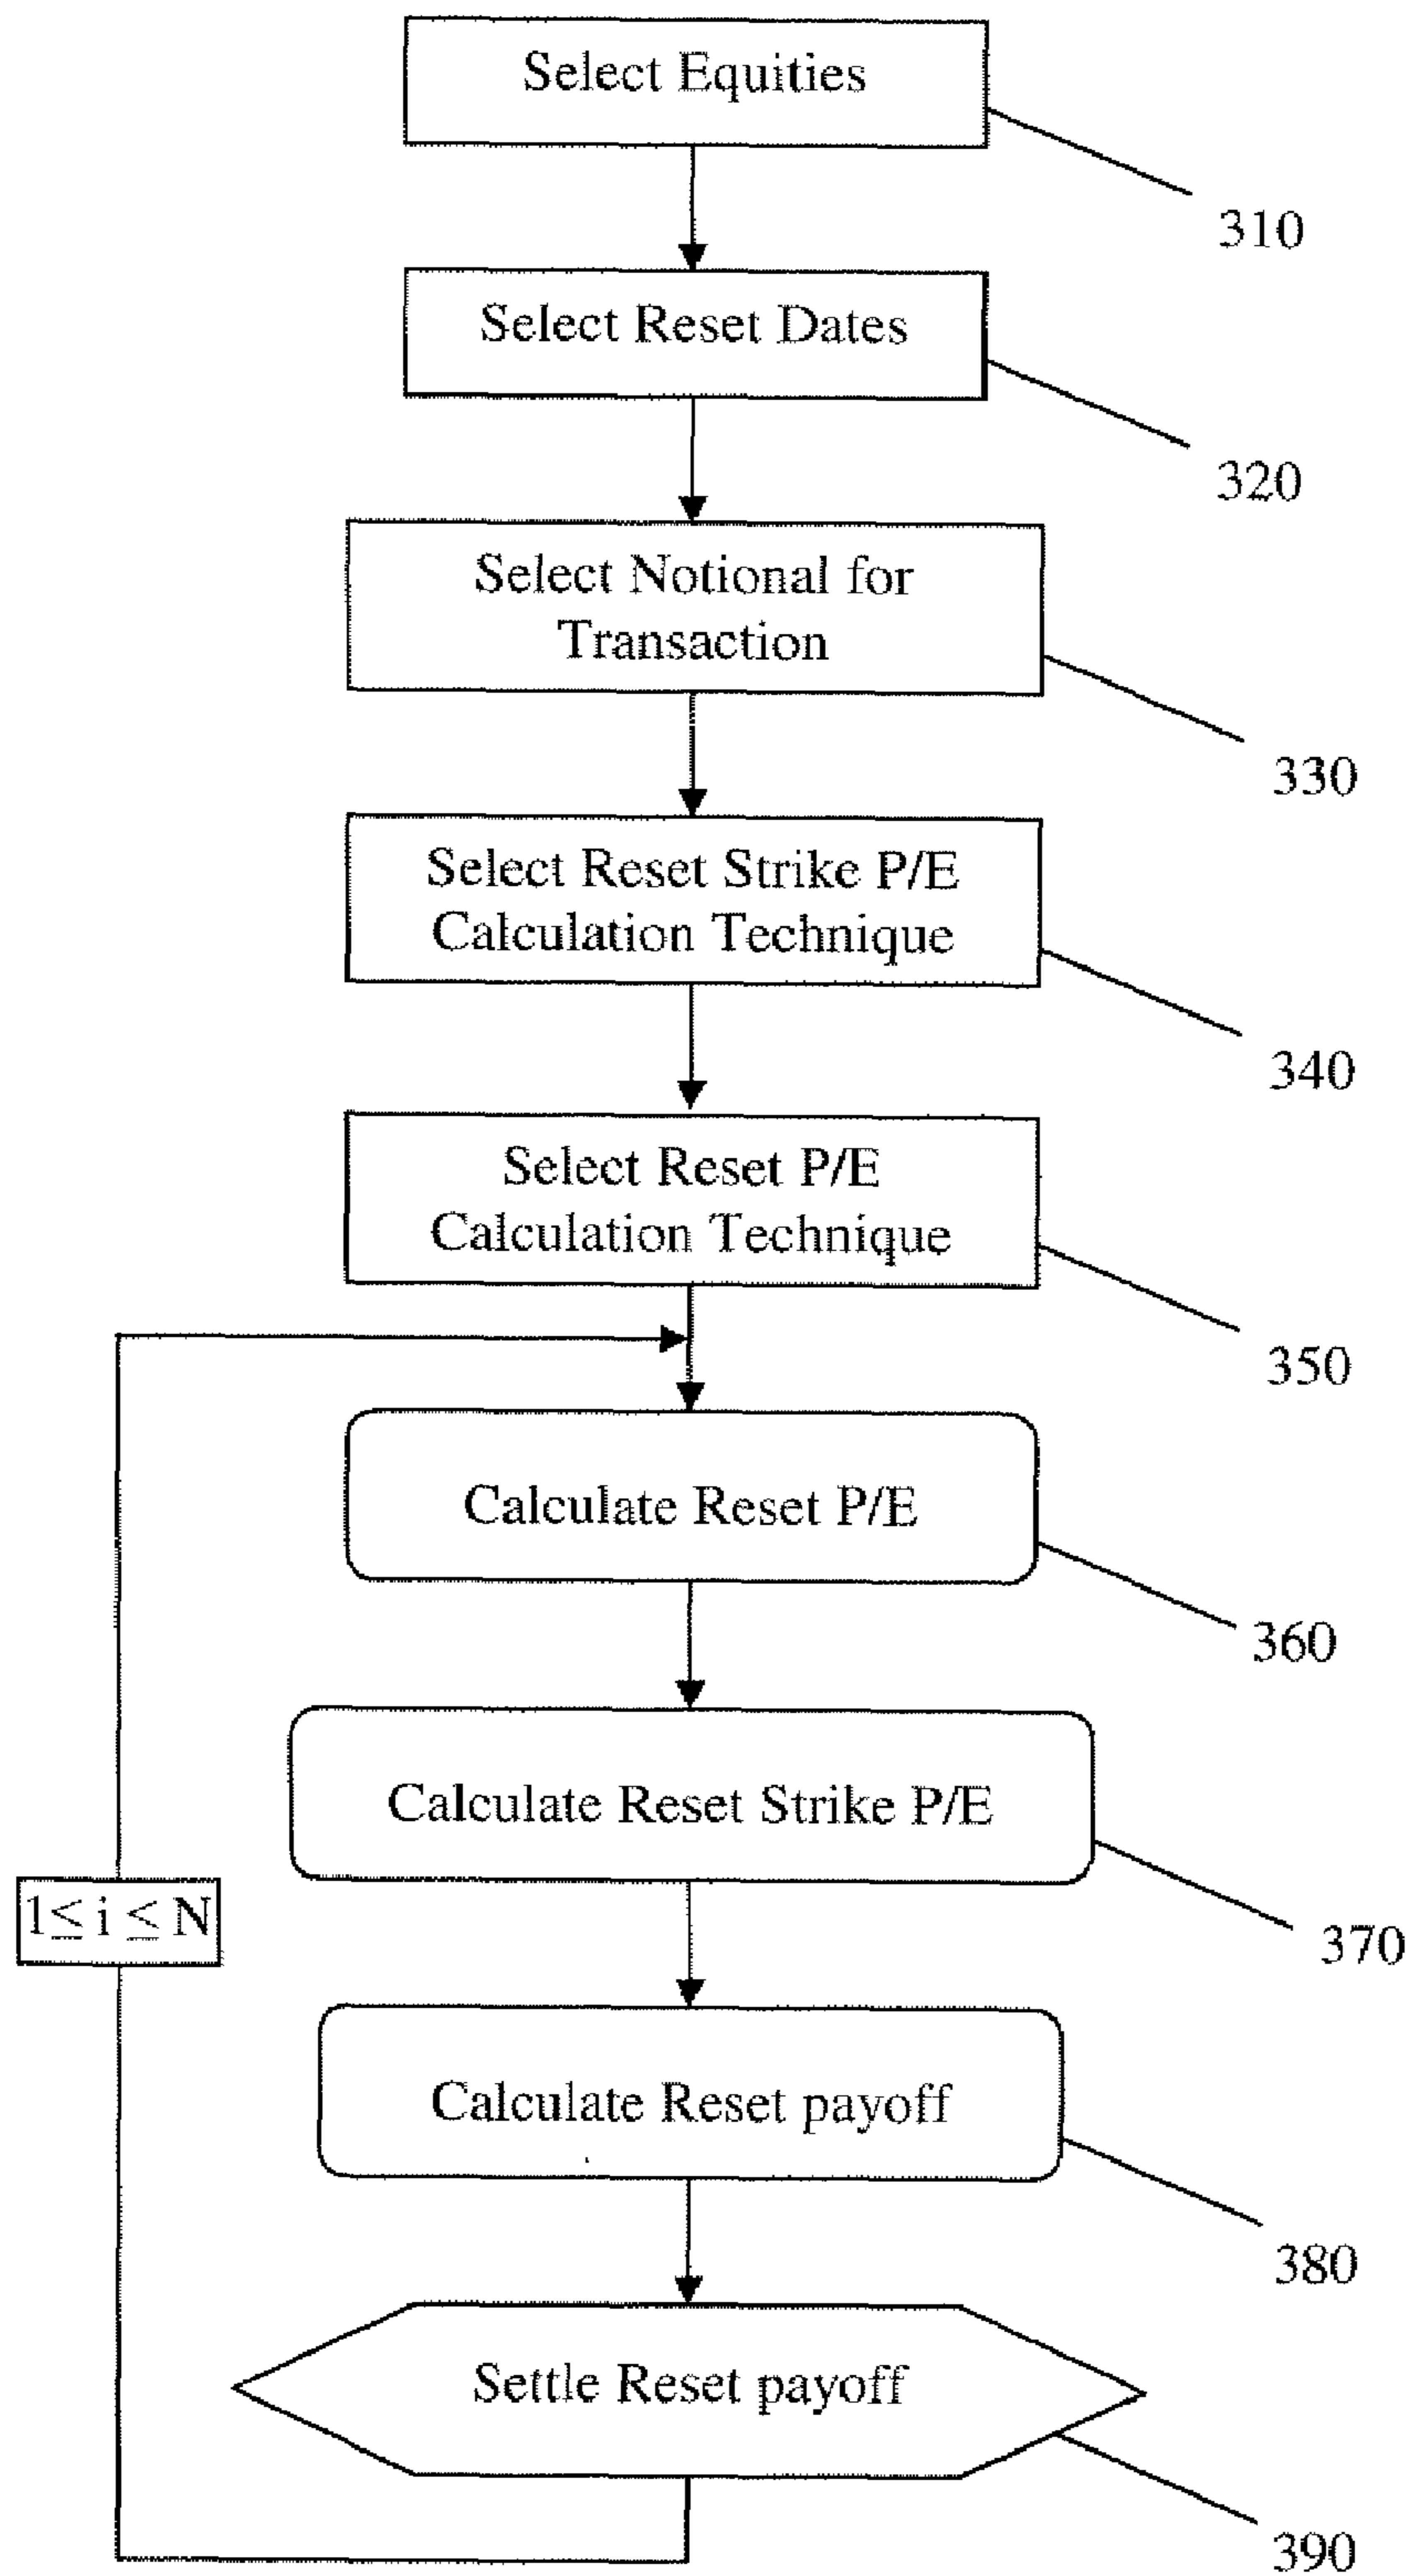 Select Equities
310
Select Reset Dates
320
Select Notional for
Transaction
330
Select Reset Strike P/E
Calculation Technique
340
Select Reset P/E
Calculation Technique
350
Calculate Reset P/E
360
Calculate Reset Strike P/E
370
1≤ i ≤ N
Calculate Reset payoff
380
Settle Reset payoff
390